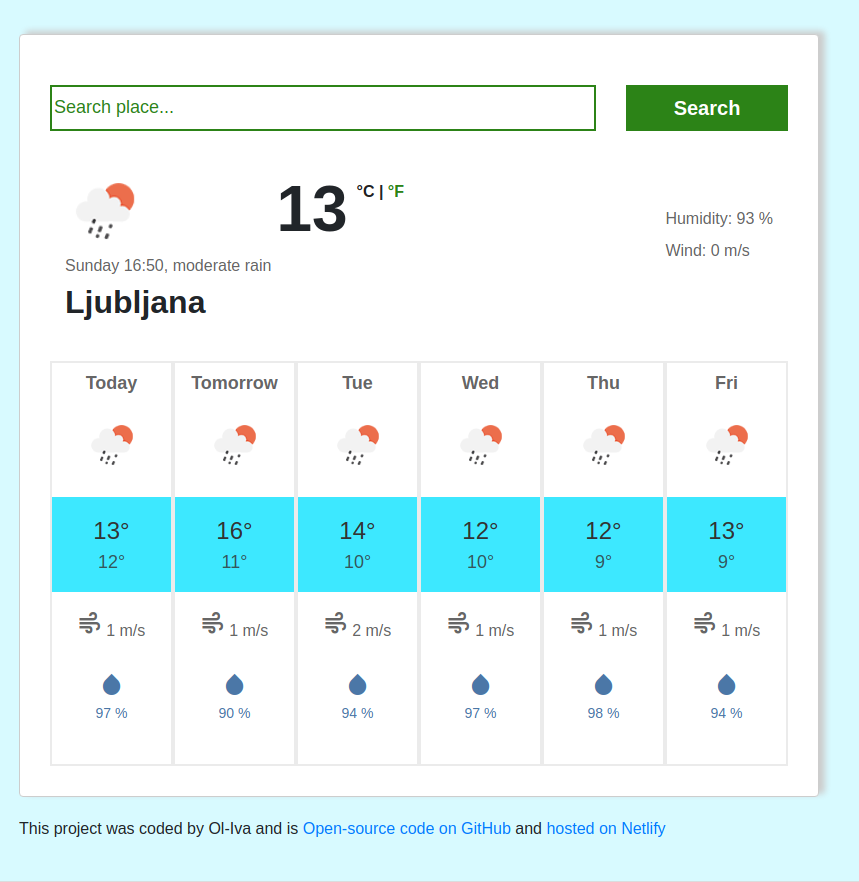 Search place...
Search
13 °C | °F
Humidity: 93 %
Wind: 0 m/s
Sunday 16:50, moderate rain
Ljubljana
Today Tomorrow Tue Wed Thu Fri
13° 16° 14° 12° 12° 13°
12° 11° 10° 10° 9° 9°
1 m/s 1 m/s 2 m/s 1 m/s 1 m/s 1 m/s
97 % 90 % 94 % 97 % 98 % 94 %
This project was coded by Ol-Iva and is Open-source code on GitHub and hosted on Netlify